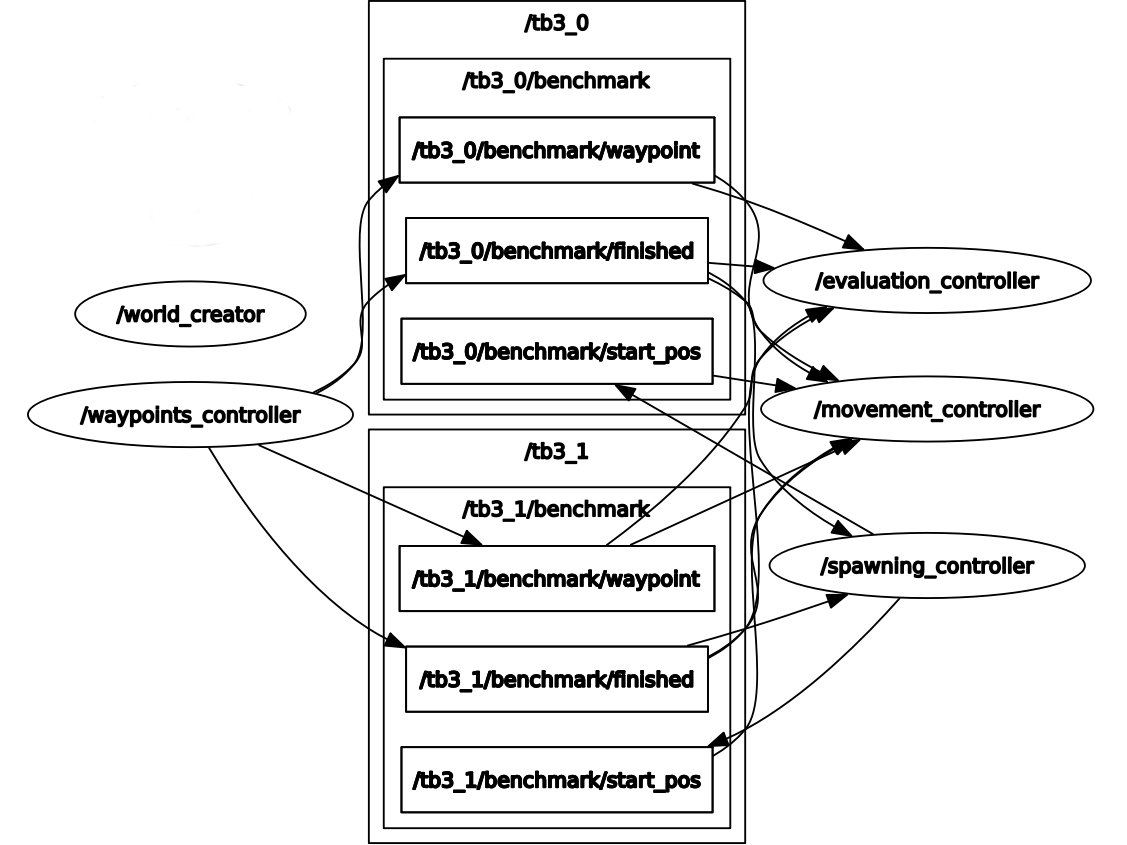 /tb3_0
/tb3_0/benchmark
/tb3_0/benchmark/waypoint
/tb3_0/benchmark/finished
/tb3_0/benchmark/start_pos
/world_creator
/waypoints_controller
/evaluation_controller
/movement_controller
/spawning_controller
/tb3_1
/tb3_1/benchmark
/tb3_1/benchmark/waypoint
/tb3_1/benchmark/finished
/tb3_1/benchmark/start_pos